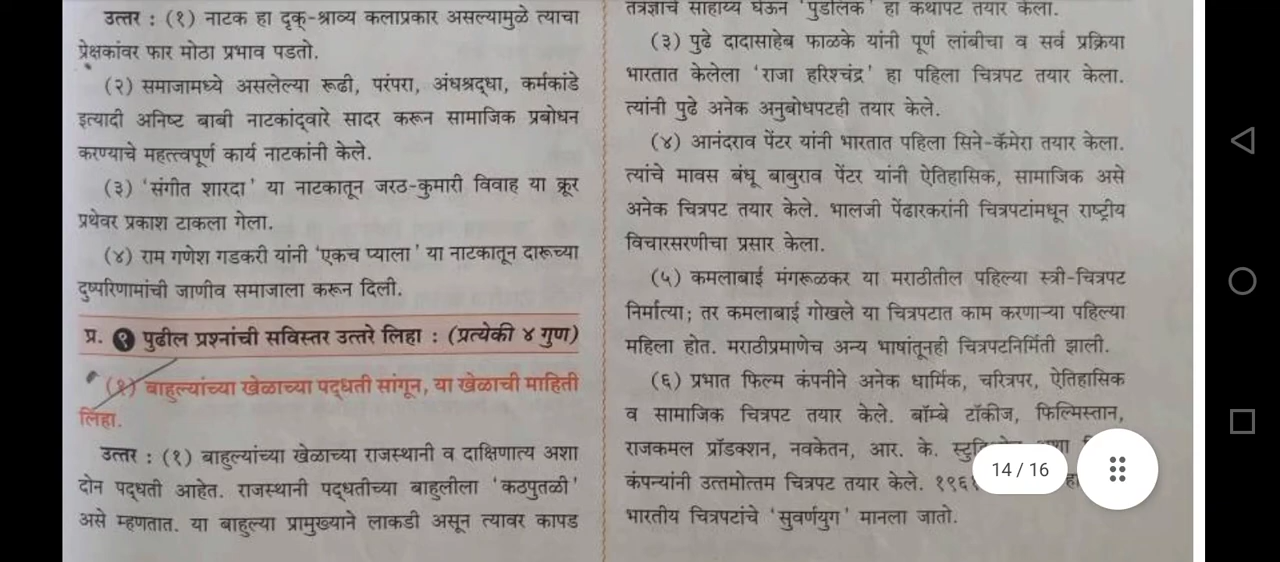 उत्तर : (१) नाटक हा दृक्-श्राव्य कलाप्रकार असल्यामुळे त्याचा
प्रेक्षकांवर फार मोठा प्रभाव पडतो.
(२) समाजामध्ये असलेल्या रूढी, परंपरा, अंधश्रद्धा, कर्मकांडे
इत्यादी अनिष्ट बाबी नाटकांद्वारे सादर करून सामाजिक प्रबोधन
करण्याचे महत्त्वपूर्ण कार्य नाटकांनी केले.
(३) 'संगीत शारदा' या नाटकातून जरठ-कुमारी विवाह या क्रूर
प्रथेवर प्रकाश टाकला गेला.
(४) राम गणेश गडकरी यांनी 'एकच प्याला' या नाटकातून दारूच्या
दुष्परिणामांची जाणीव समाजाला करून दिली.
प्र. ९ पुढील प्रश्नांची सविस्तर उत्तरे लिहा : (प्रत्येकी ४ गुण)
(१) बाहुल्यांच्या खेळाच्या पद्धती सांगून, या खेळाची माहिती
लिहा.
उत्तर : (१) बाहुल्यांच्या खेळाच्या राजस्थानी व दाक्षिणात्य अशा
दोन पद्धती आहेत. राजस्थानी पद्धतीच्या बाहुलीला 'कठपुतळी'
असे म्हणतात. या बाहुल्या प्रामुख्याने लाकडी असून त्यावर कापड
तंत्रज्ञाचे साहाय्य घेऊन 'पुंडलिक' हा कथापट तयार केला.
(३) पुढे दादासाहेब फाळके यांनी पूर्ण लांबीचा व सर्व प्रक्रिया
भारतात केलेला 'राजा हरिश्चंद्र' हा पहिला चित्रपट तयार केला.
त्यांनी पुढे अनेक अनुबोधपटही तयार केले.
(४) आनंदराव पेंटर यांनी भारतात पहिला सिने-कॅमेरा तयार केला.
त्यांचे मावस बंधू बाबुराव पेंटर यांनी ऐतिहासिक, सामाजिक असे
अनेक चित्रपट तयार केले. भालजी पेंढारकरांनी चित्रपटांमधून राष्ट्रीय
विचारसरणीचा प्रसार केला.
(५) कमलाबाई मंगरूळकर या मराठीतील पहिल्या स्त्री-चित्रपट
निर्मात्या; तर कमलाबाई गोखले या चित्रपटात काम करणाऱ्या पहिल्या
महिला होत. मराठीप्रमाणेच अन्य भाषांतूनही चित्रपटनिर्मिती झाली.
(६) प्रभात फिल्म कंपनीने अनेक धार्मिक, चरित्रपर, ऐतिहासिक
व सामाजिक चित्रपट तयार केले. बॉम्बे टॉकीज, फिल्मिस्तान,
राजकमल प्रॉडक्शन, नवकेतन, आर. के.
कंपन्यांनी उत्तमोत्तम चित्रपट तयार केले.
भारतीय चित्रपटांचे 'सुवर्णयुग' मानला जातो.
14 / 16